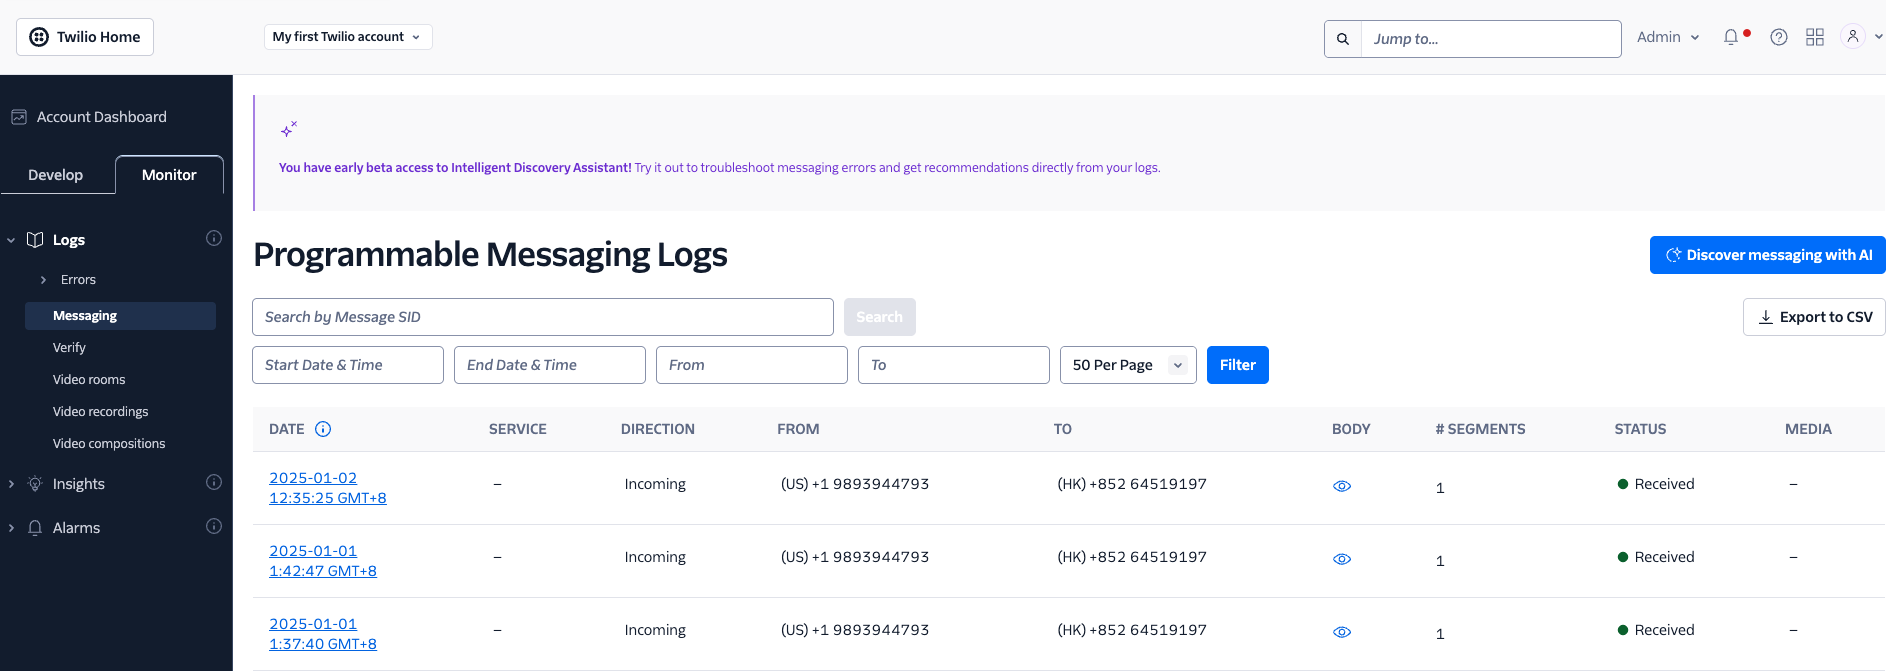 Twilio Home
My first Twilio account
Jump to...
Admin
Account Dashboard
Develop
Monitor
Logs
Errors
Messaging
Verify
Video rooms
Video recordings
Video compositions
Insights
Alarms
You have early beta access to Intelligent Discovery Assistant! Try it out to troubleshoot messaging errors and get recommendations directly from your logs.
Programmable Messaging Logs
Discover messaging with AI
Search by Message SID
Search
Export to CSV
Start Date & Time
End Date & Time
From
To
50 Per Page
Filter
DATE SERVICE DIRECTION FROM TO BODY # SEGMENTS STATUS MEDIA
2025-01-02
12:35:25 GMT+8
– Incoming (US) +1 9893944793 (HK) +852 64519197 1 Received –
2025-01-01
1:42:47 GMT+8
– Incoming (US) +1 9893944793 (HK) +852 64519197 1 Received –
2025-01-01
1:37:40 GMT+8
– Incoming (US) +1 9893944793 (HK) +852 64519197 1 Received –